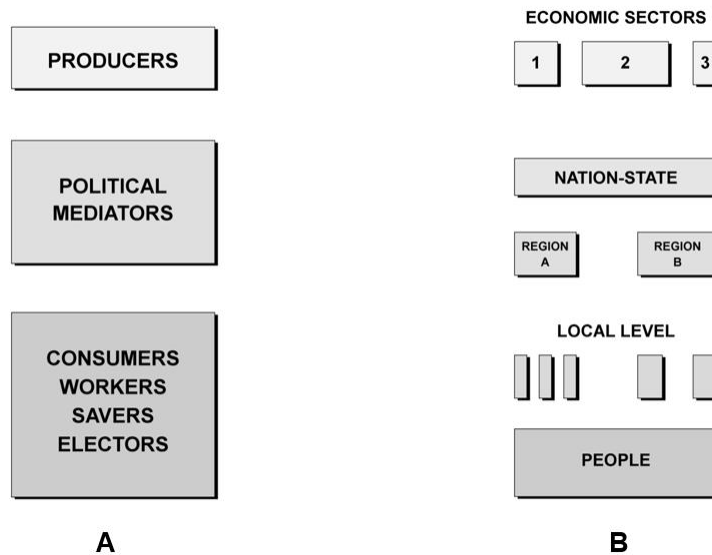 PRODUCERS
POLITICAL
MEDIATORS
CONSUMERS
WORKERS
SAVERS
ELECTORS
A
ECONOMIC SECTORS
1
2
3
NATION-STATE
REGION
A
REGION
B
LOCAL LEVEL
PEOPLE
B